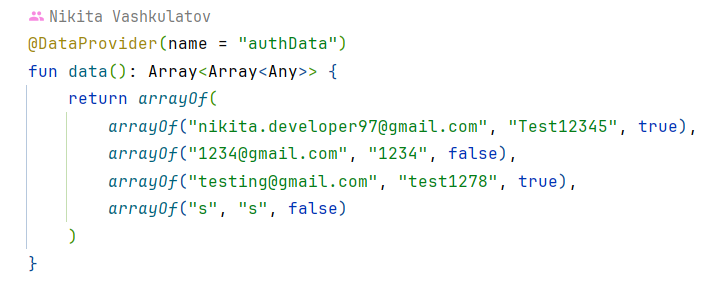 Nikita Vashkulatov
@DataProvider(name = "authData")
fun data(): Array<Array<Any>> {
return arrayOf(
arrayOf("nikita.developer97@gmail.com", "Test12345", true),
arrayOf("1234@gmail.com", "1234", false),
arrayOf("testing@gmail.com", "test1278", true),
arrayOf("s", "s", false)
)
}